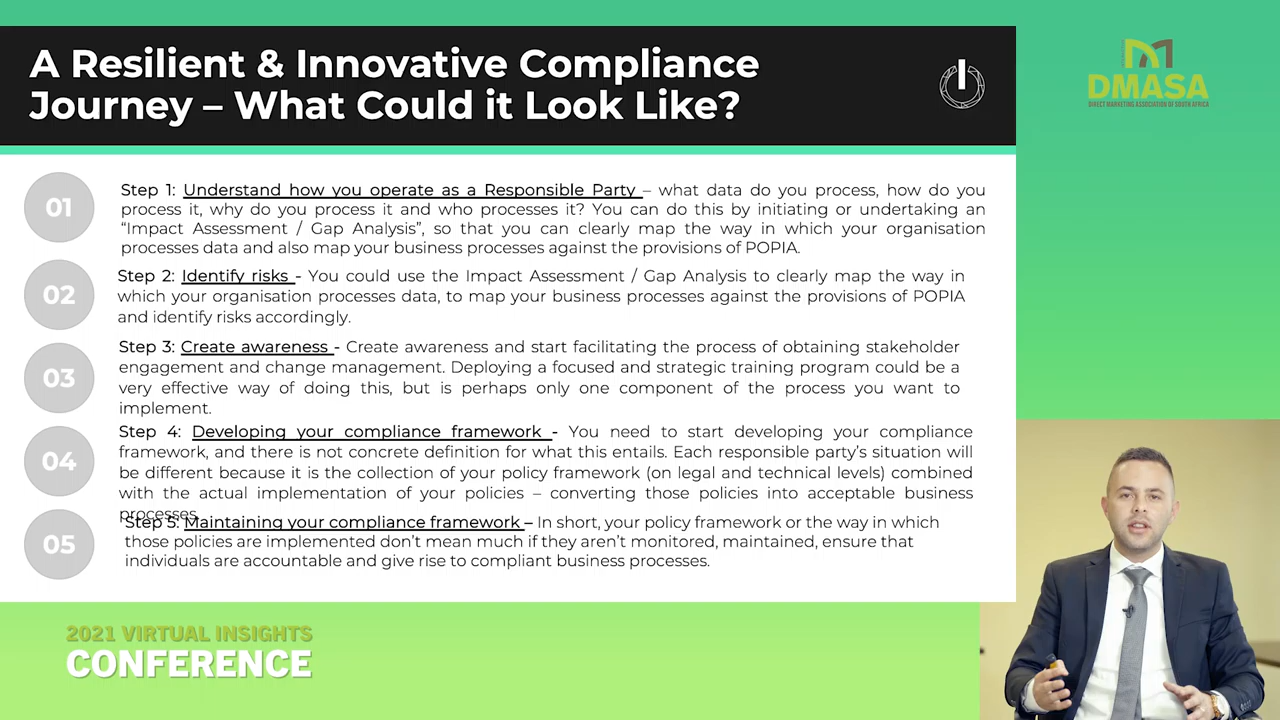 A Resilient & Innovative Compliance
Journey – What Could it Look Like?
DMASA
DIRECT MARKETING ASSOCIATION OF SOUTH AFRICA
01
Step 1: Understand how you operate as a Responsible Party – what data do you process, how do you
process it, why do you process it and who processes it? You can do this by initiating or undertaking an
“Impact Assessment / Gap Analysis”, so that you can clearly map the way in which your organisation
processes data and also map your business processes against the provisions of POPIA.
02
Step 2: Identify risks - You could use the Impact Assessment / Gap Analysis to clearly map the way in
which your organisation processes data, to map your business processes against the provisions of POPIA
and identify risks accordingly.
03
Step 3: Create awareness - Create awareness and start facilitating the process of obtaining stakeholder
engagement and change management. Deploying a focused and strategic training program could be a
very effective way of doing this, but is perhaps only one component of the process you want to
implement.
04
Step 4: Developing your compliance framework - You need to start developing your compliance
framework, and there is not concrete definition for what this entails. Each responsible party’s situation will
be different because it is the collection of your policy framework (on legal and technical levels) combined
with the actual implementation of your policies – converting those policies into acceptable business
processes.
05
Step 5: Maintaining your compliance framework – In short, your policy framework or the way in which
those policies are implemented don’t mean much if they aren’t monitored, maintained, ensure that
individuals are accountable and give rise to compliant business processes.
2021 VIRTUAL INSIGHTS
CONFERENCE